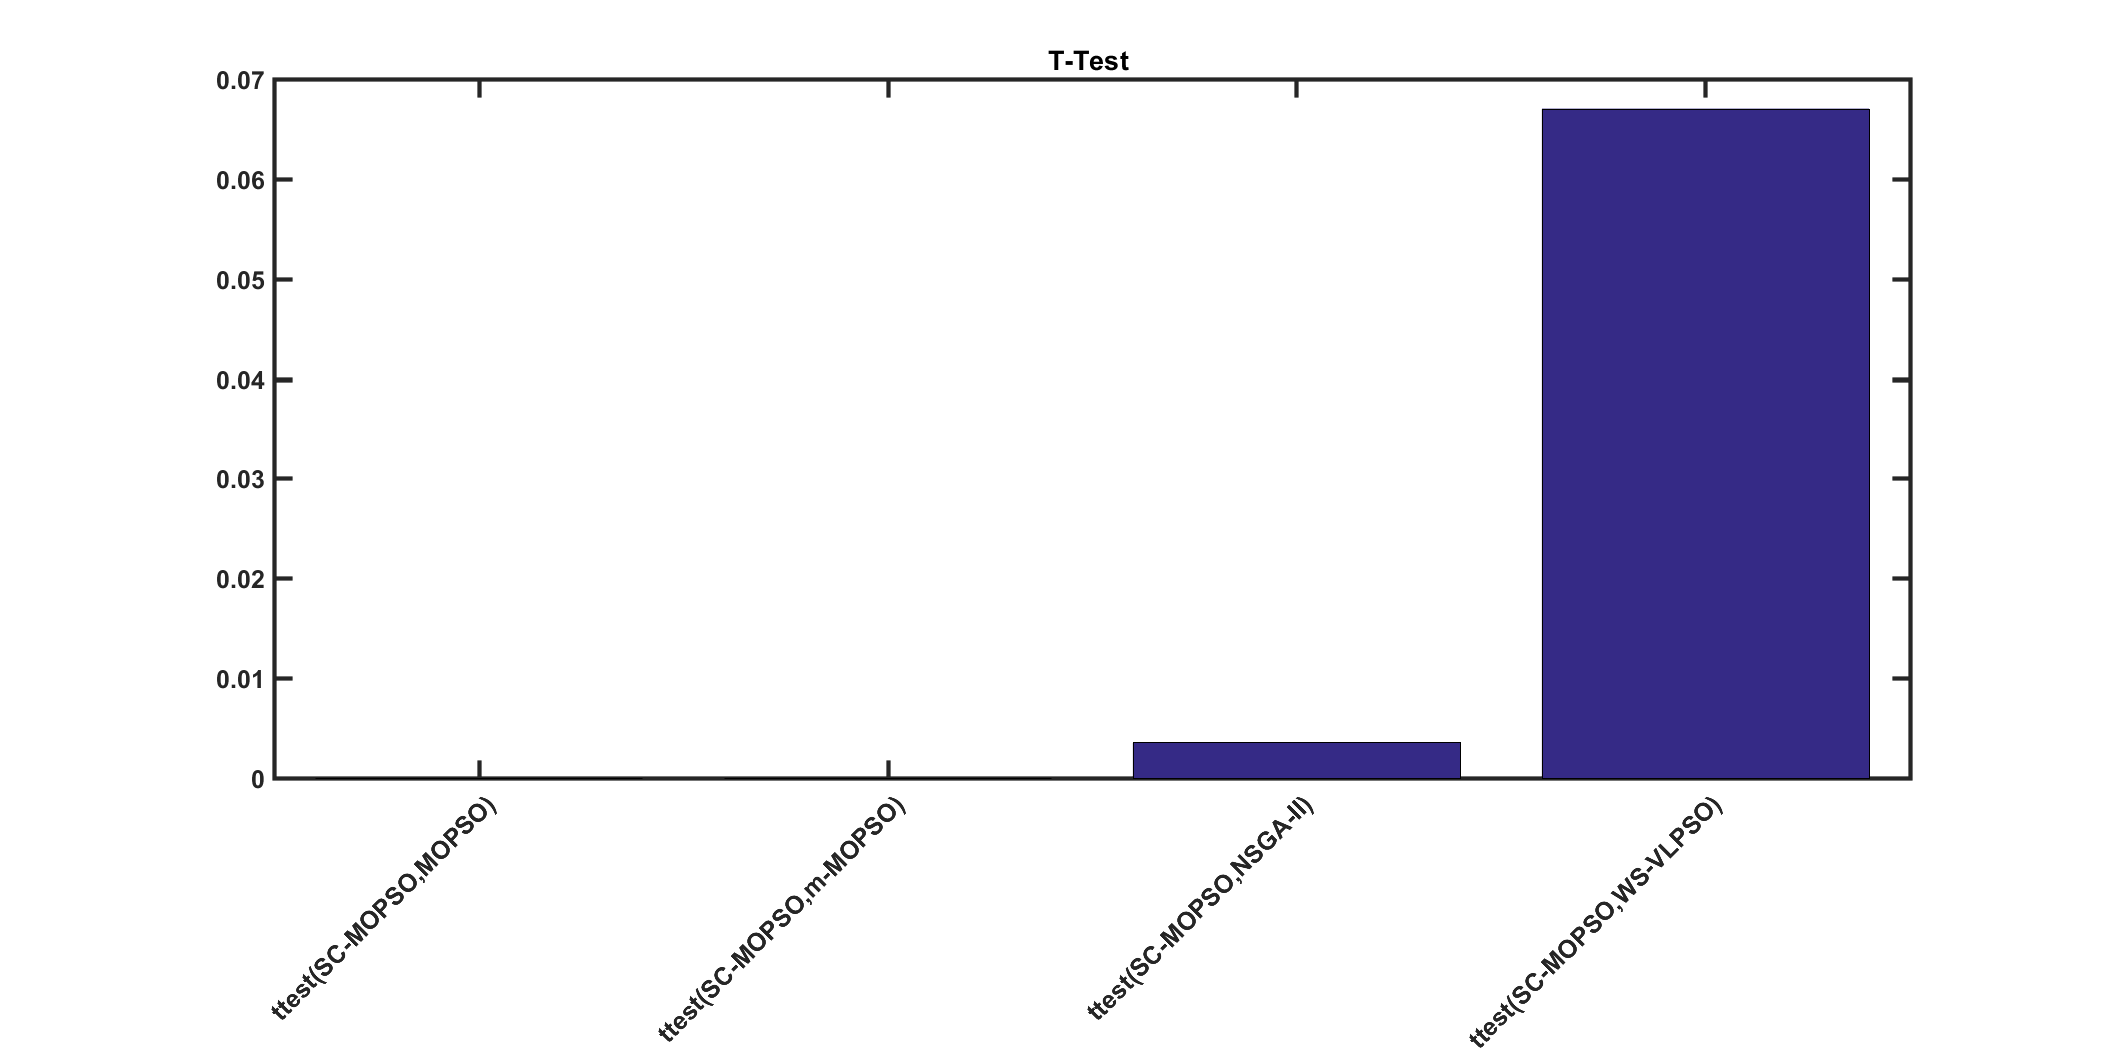 T-Test
0.07
0.06
0.05
0.04
0.03
0.02
0.01
0
ttest(SC-MOPSO,MOPSO)
ttest(SC-MOPSO,m-MOPSO)
ttest(SC-MOPSO,NSGA-II)
ttest(SC-MOPSO,WS-VLPSO)